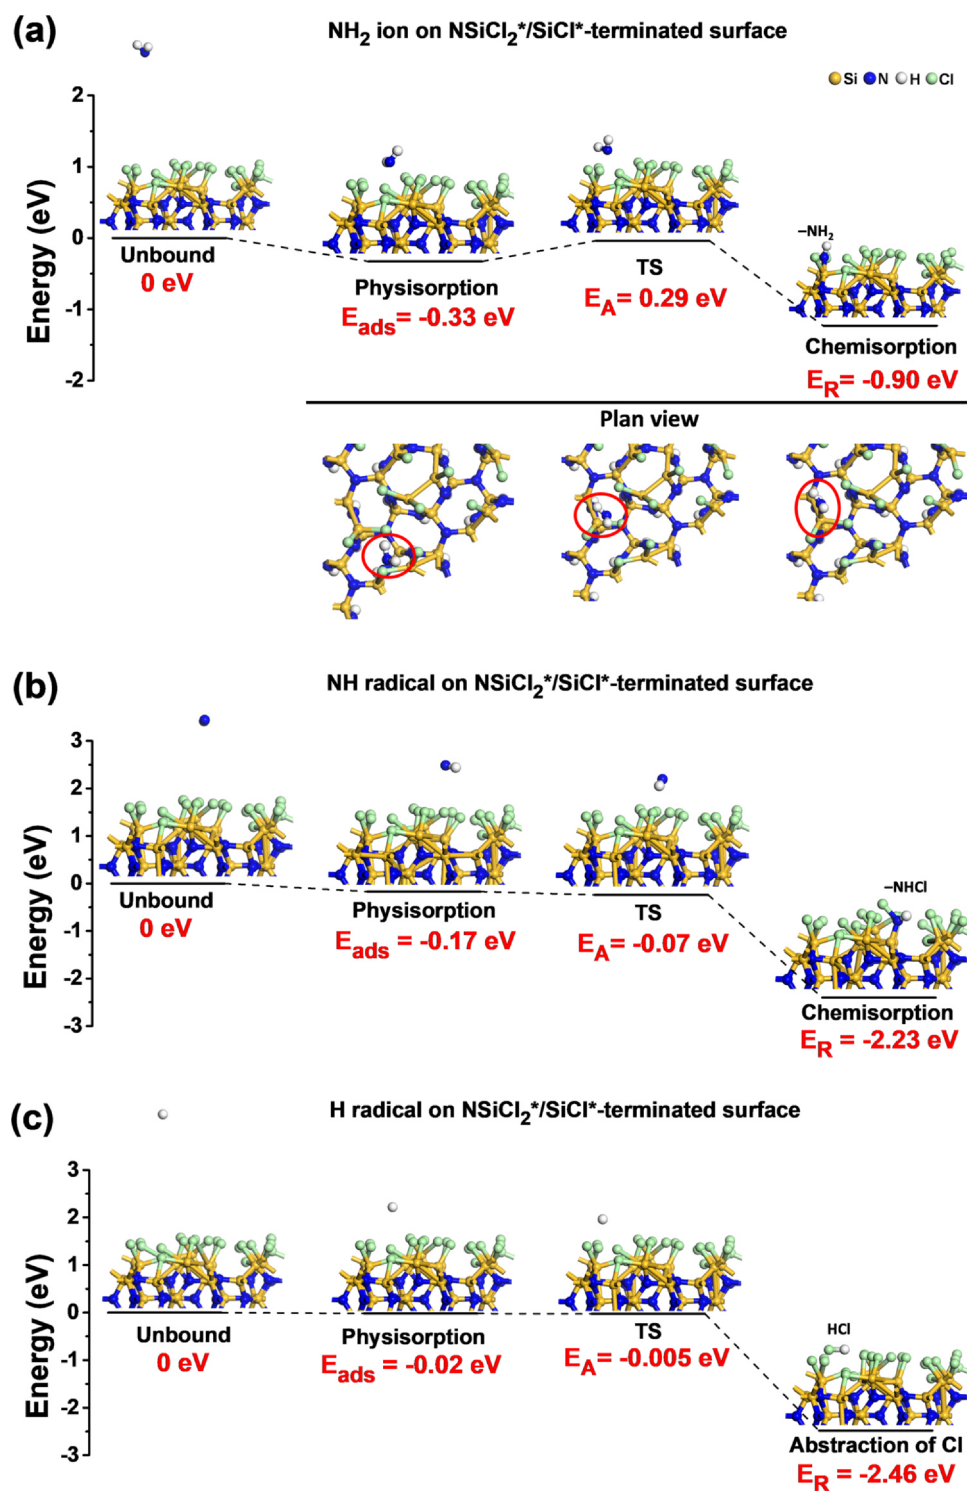 (a)
NH2 ion on NSiCl2*/SiCl*-terminated surface
Si N H Cl
Energy (eV)
2
1
0
-1
-2
Unbound
0 eV
Physisorption
Eads= -0.33 eV
TS
EA= 0.29 eV
–NH2
Chemisorption
ER= -0.90 eV
Plan view
(b)
NH radical on NSiCl2*/SiCl*-terminated surface
Energy (eV)
3
2
1
0
-1
-2
-3
Unbound
0 eV
Physisorption
Eads = -0.17 eV
TS
EA= -0.07 eV
–NHCl
Chemisorption
ER = -2.23 eV
(c)
H radical on NSiCl2*/SiCl*-terminated surface
Energy (eV)
3
2
1
0
-1
-2
-3
Unbound
0 eV
Physisorption
Eads = -0.02 eV
TS
EA= -0.005 eV
HCl
Abstraction of Cl
ER = -2.46 eV